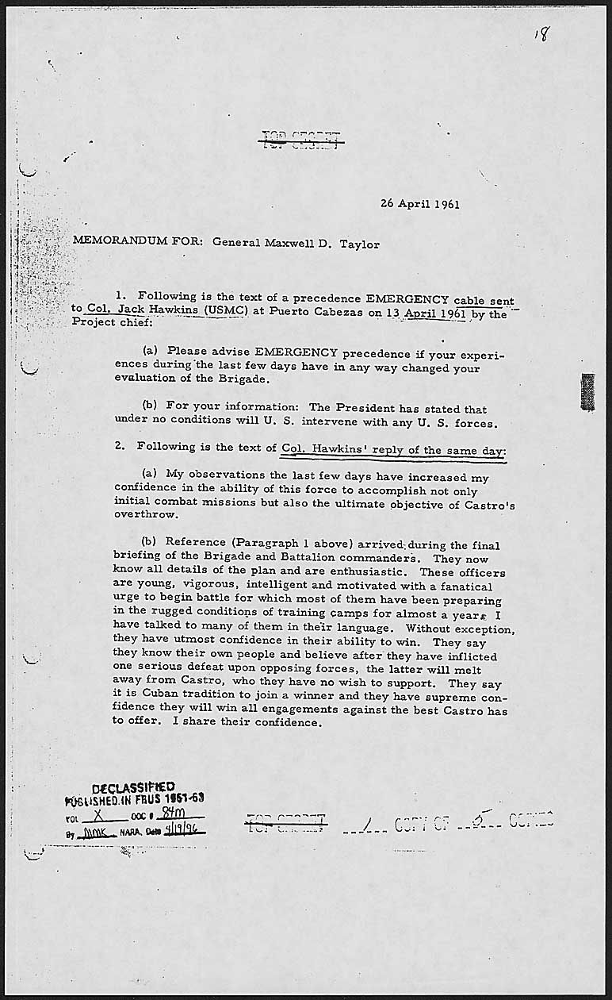 18
TOP SECRET
26 April 1961
MEMORANDUM FOR: General Maxwell D. Taylor
1. Following is the text of a precedence EMERGENCY cable sent
to Col. Jack Hawkins (USMC) at Puerto Cabezas on 13 April 1961 by the
Project chief:
(a) Please advise EMERGENCY precedence if your experi-
ences during the last few days have in any way changed your
evaluation of the Brigade.
(b) For your information: The President has stated that
under no conditions will U. S. intervene with any U. S. forces.
2. Following is the text of Col. Hawkins' reply of the same day:
(a) My observations the last few days have increased my
confidence in the ability of this force to accomplish not only
initial combat missions but also the ultimate objective of Castro's
overthrow.
(b) Reference (Paragraph 1 above) arrived during the final
briefing of the Brigade and Battalion commanders. They now
know all details of the plan and are enthusiastic. These officers
are young, vigorous, intelligent and motivated with a fanatical
urge to begin battle for which most of them have been preparing
in the rugged conditions of training camps for almost a year. I
have talked to many of them in their language. Without exception,
they have utmost confidence in their ability to win. They say
they know their own people and believe after they have inflicted
one serious defeat upon opposing forces, the latter will melt
away from Castro, who they have no wish to support. They say
it is Cuban tradition to join a winner and they have supreme con-
fidence they will win all engagements against the best Castro has
to offer. I share their confidence.
DECLASSIFIED
PUBLISHED IN FRUS 1961-63
VOL X DOC # 84m
By MMK NARA, Date 4/19/96
TOP SECRET
1 COPY OF 5 COPIES